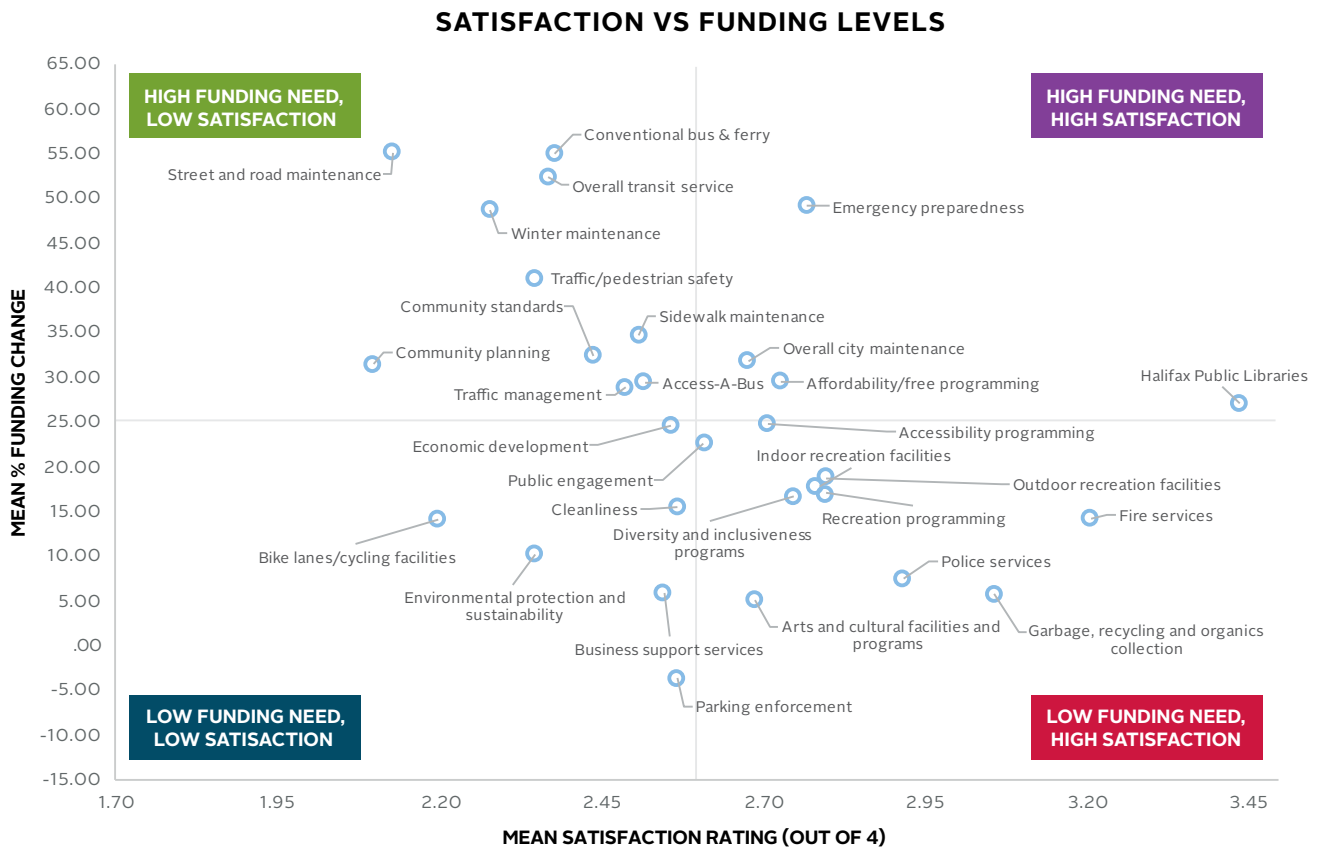 SATISFACTION VS FUNDING LEVELS
65.00
60.00
55.00
50.00
45.00
40.00
35.00
30.00
25.00
20.00
15.00
10.00
5.00
.00
-5.00
-10.00
-15.00
MEAN % FUNDING CHANGE
HIGH FUNDING NEED,
LOW SATISFACTION
HIGH FUNDING NEED,
HIGH SATISFACTION
Conventional bus & ferry
Street and road maintenance
Overall transit service
Emergency preparedness
Winter maintenance
Traffic/pedestrian safety
Community standards
Sidewalk maintenance
Community planning
Overall city maintenance
Halifax Public Libraries
Traffic management
Access-A-Bus
Affordability/free programming
Economic development
Accessibility programming
Indoor recreation facilities
Public engagement
Outdoor recreation facilities
Cleanliness
Recreation programming
Fire services
Diversity and inclusiveness
programs
Bike lanes/cycling facilities
Police services
Environmental protection and
sustainability
Arts and cultural facilities and
programs
Garbage, recycling and organics
collection
Business support services
Parking enforcement
LOW FUNDING NEED,
LOW SATISACTION
LOW FUNDING NEED,
HIGH SATISFACTION
1.70
1.95
2.20
2.45
2.70
2.95
3.20
3.45
MEAN SATISFACTION RATING (OUT OF 4)